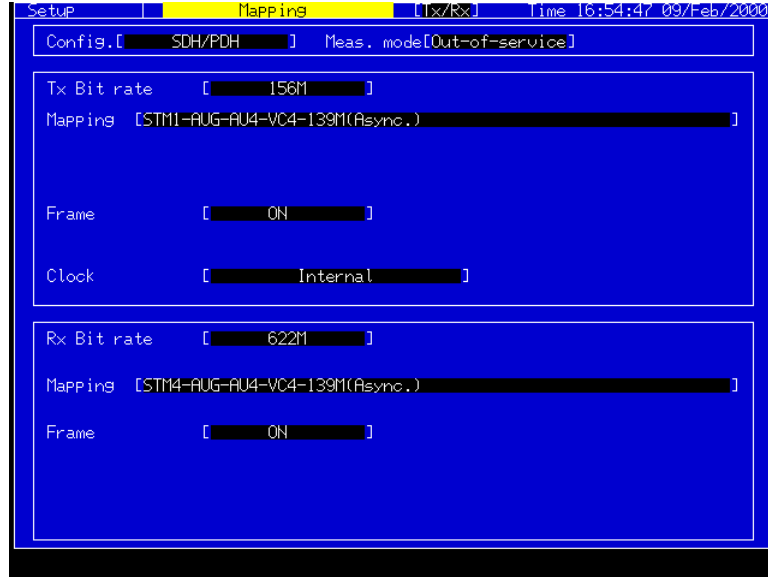 Setup | Mapping [Tx/Rx] Time 16:54:47 09/Feb/2000
Config.[ SDH/PDH ] Meas. mode[Out-of-service]
Tx Bit rate [ 156M ]
Mapping [STM1-AUG-AU4-VC4-139M(Async.) ]
Frame [ ON ]
Clock [ Internal ]
Rx Bit rate [ 622M ]
Mapping [STM4-AUG-AU4-VC4-139M(Async.) ]
Frame [ ON ]